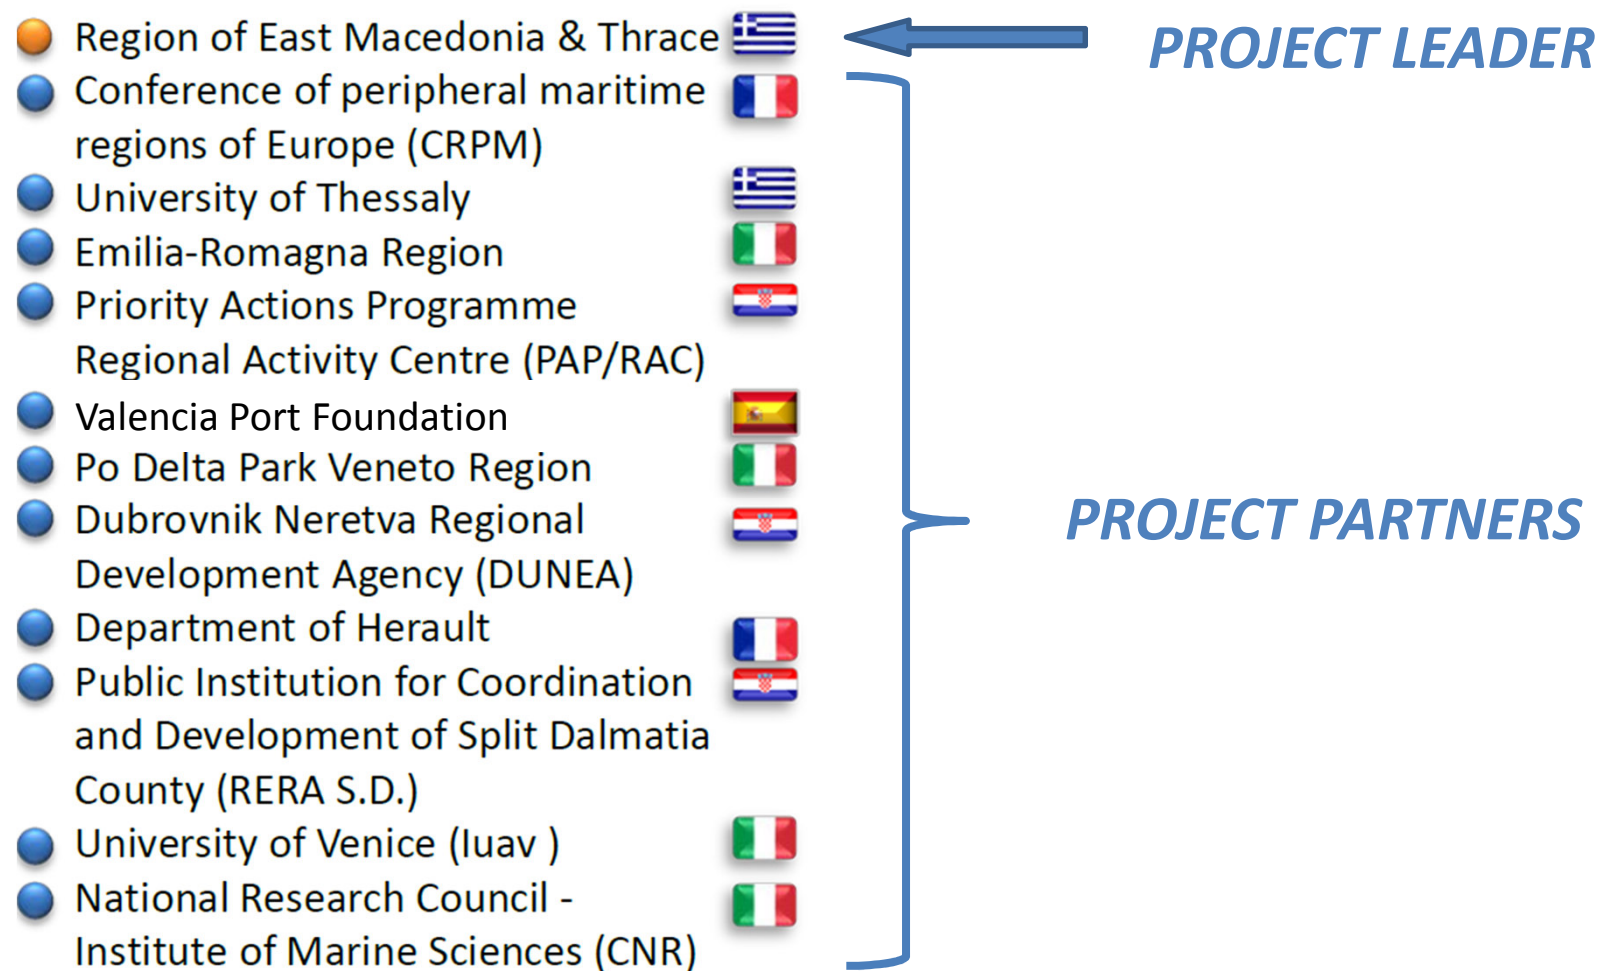 Region of East Macedonia & Thrace
PROJECT LEADER
Conference of peripheral maritime
regions of Europe (CRPM)
University of Thessaly
Emilia-Romagna Region
Priority Actions Programme
Regional Activity Centre (PAP/RAC)
Valencia Port Foundation
Po Delta Park Veneto Region
Dubrovnik Neretva Regional
Development Agency (DUNEA)
Department of Herault
Public Institution for Coordination
and Development of Split Dalmatia
County (RERA S.D.)
University of Venice (Iuav )
National Research Council -
Institute of Marine Sciences (CNR)
PROJECT PARTNERS